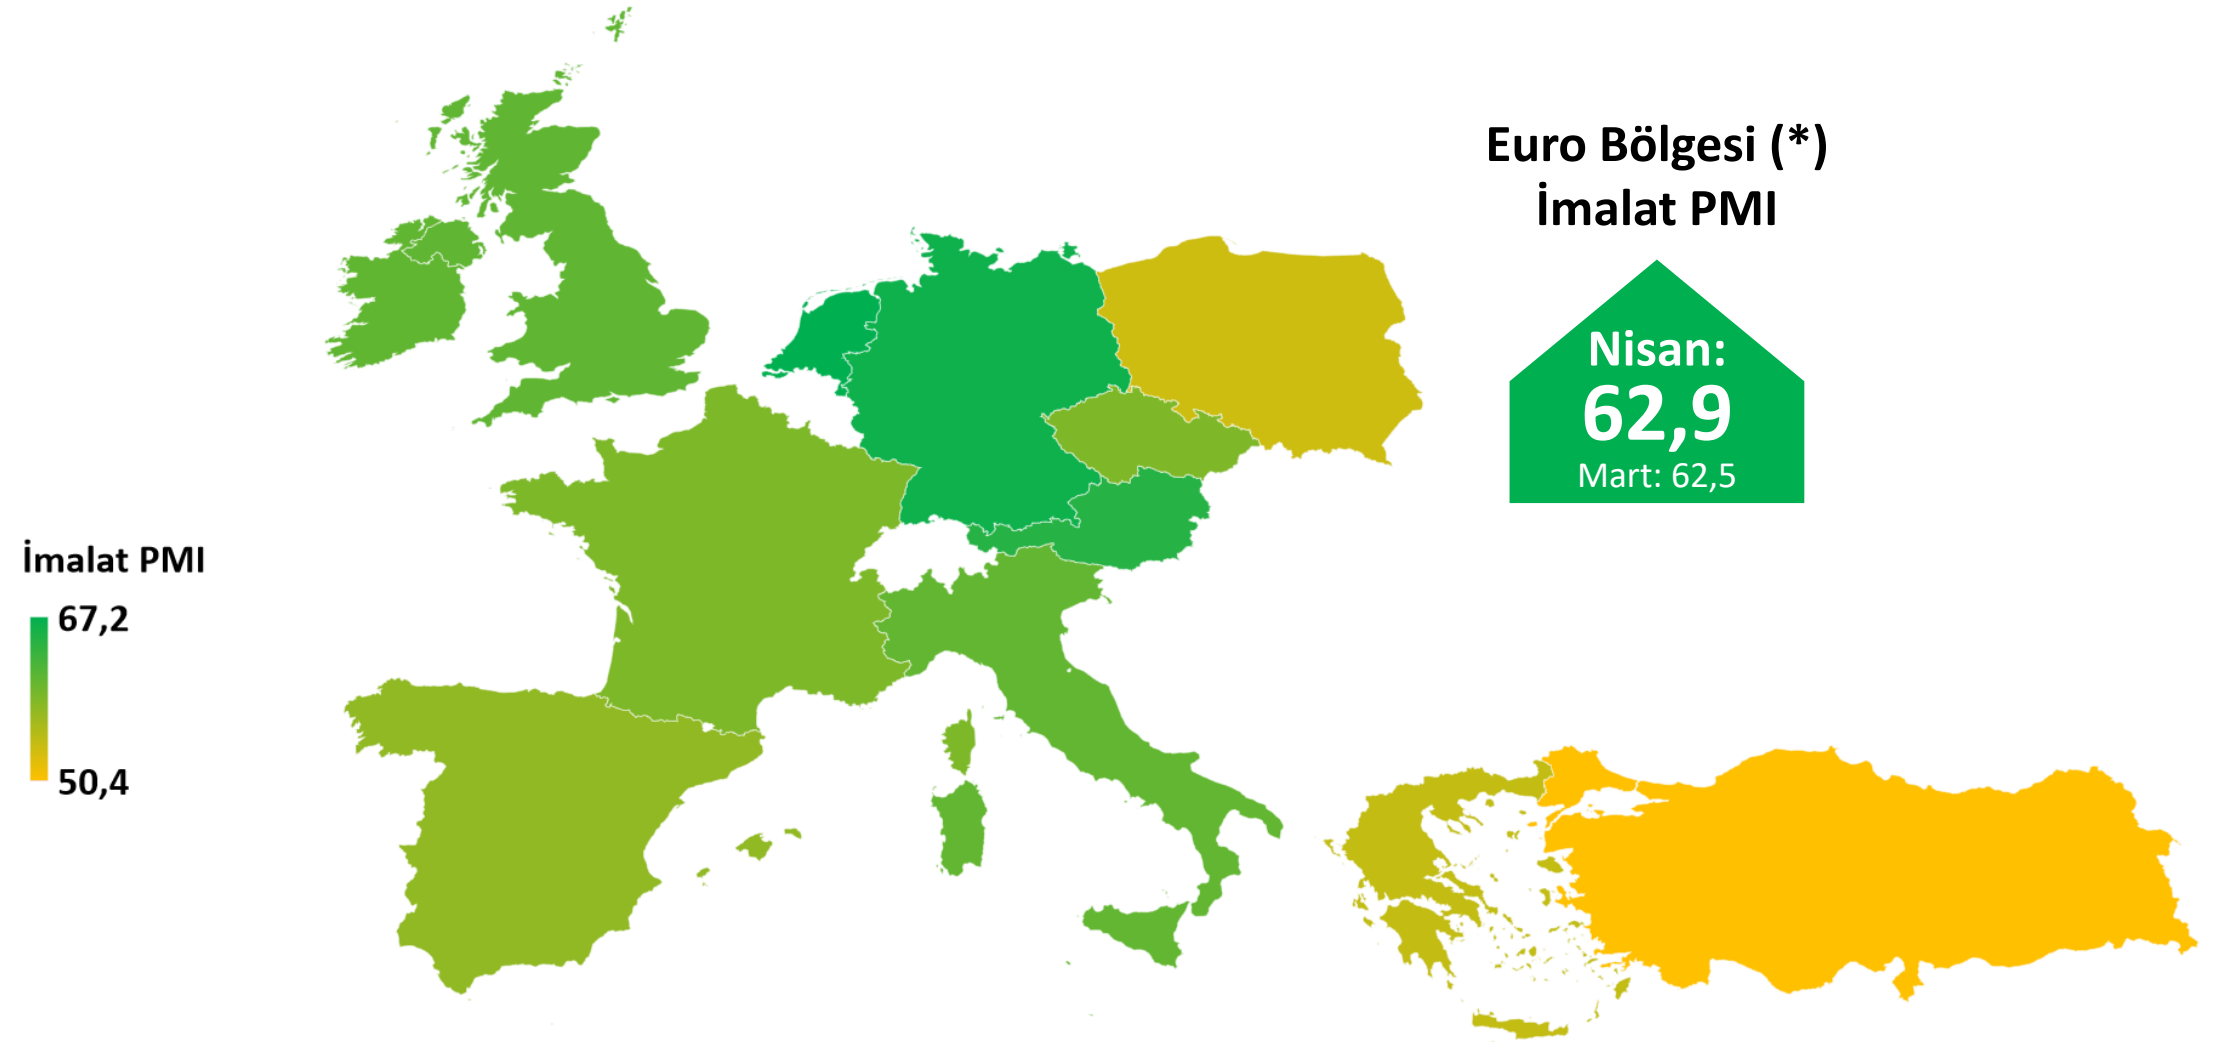 Euro Bölgesi (*)
İmalat PMI
Nisan:
62,9
Mart: 62,5
İmalat PMI
67,2
50,4